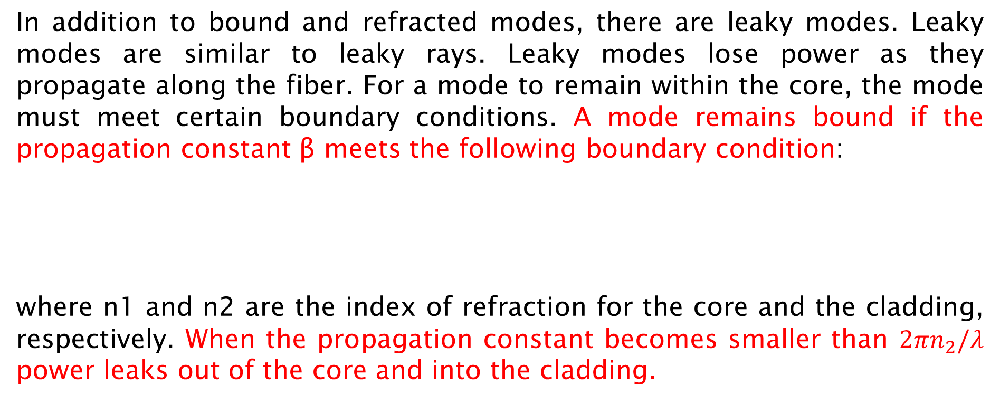 In addition to bound and refracted modes, there are leaky modes. Leaky
modes are similar to leaky rays. Leaky modes lose power as they
propagate along the fiber. For a mode to remain within the core, the mode
must meet certain boundary conditions. A mode remains bound if the
propagation constant β meets the following boundary condition:
where n1 and n2 are the index of refraction for the core and the cladding,
respectively. When the propagation constant becomes smaller than 2πn₂/λ
power leaks out of the core and into the cladding.